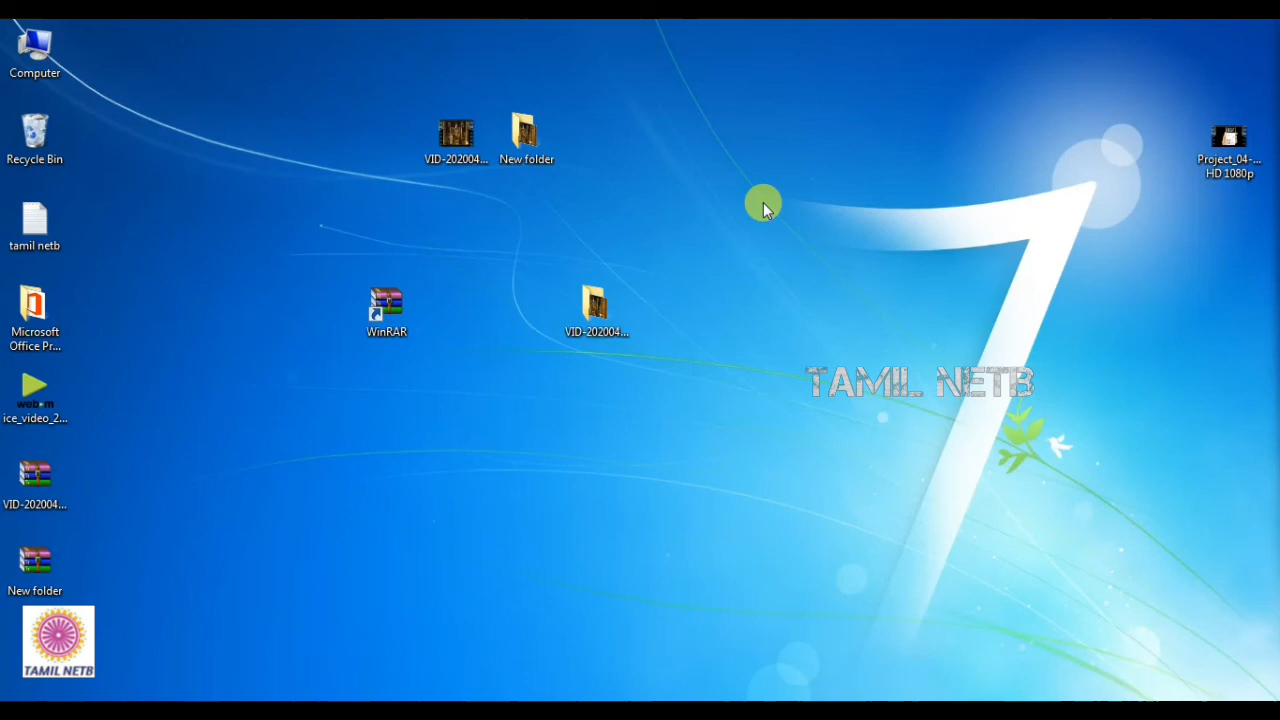 Computer
Recycle Bin
tamil netb
Microsoft
Office Pr...
webm
ice_video_2...
VID-202004...
New folder
TAMIL NETB
VID-202004...
New folder
WinRAR
VID-202004...
TAMIL NETB
Project_04-...
HD 1080p